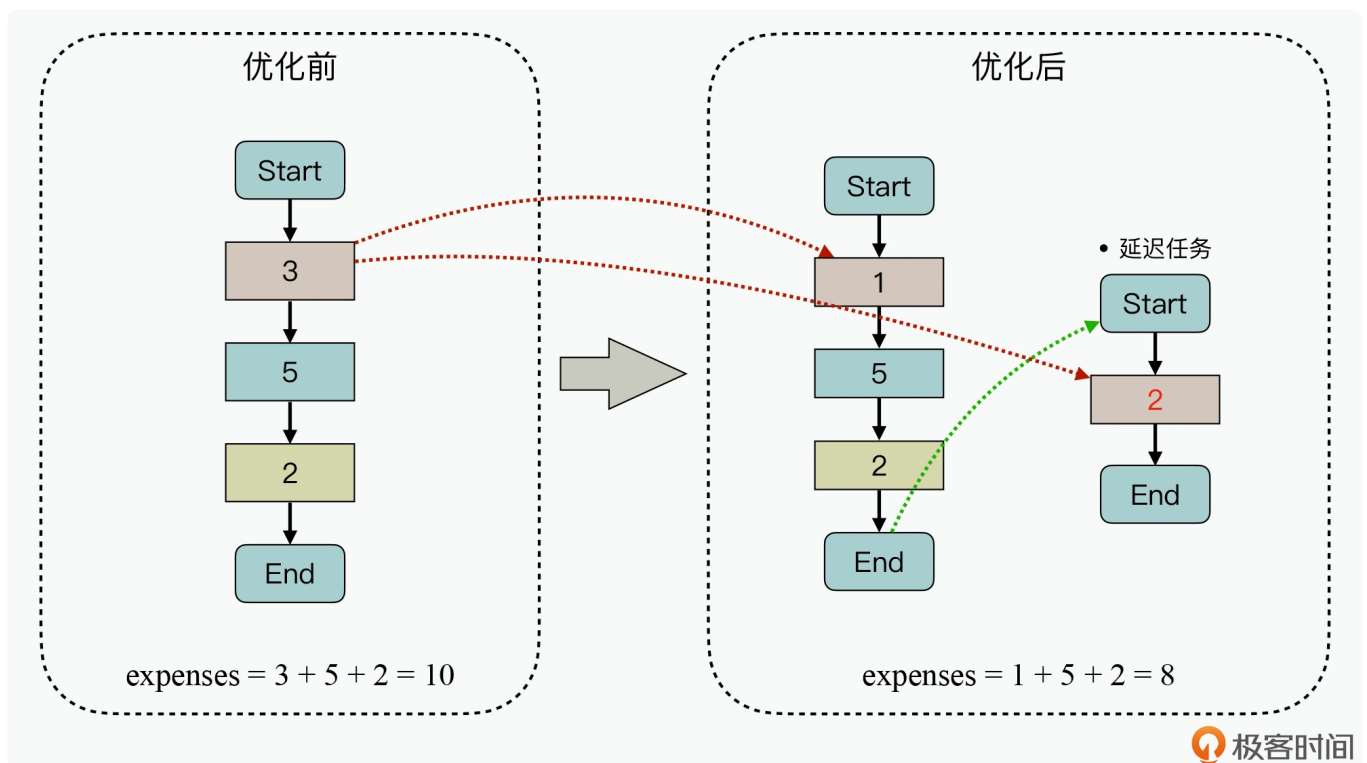 优化前
Start
3
5
2
End
expenses = 3 + 5 + 2 = 10
优化后
Start
1
5
2
End
• 延迟任务
Start
2
End
expenses = 1 + 5 + 2 = 8
极客时间